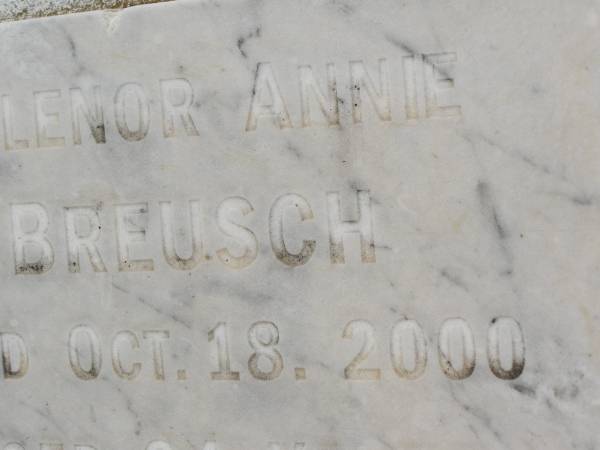 LENOR ANNIE
BREUSCH
D OCT. 18. 2000